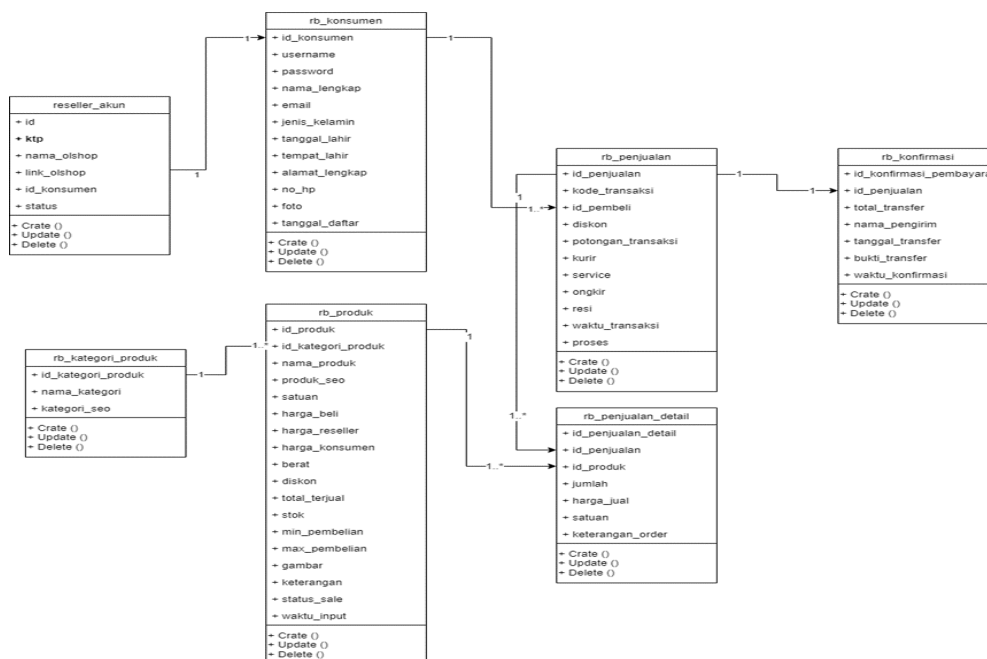 reseller_akun
+ id
+ ktp
+ nama_olshop
+ link_olshop
+ id_konsumen
+ status
+ Crate ()
+ Update ()
+ Delete ()
1
1
rb_konsumen
+ id_konsumen
+ username
+ password
+ nama_lengkap
+ email
+ jenis_kelamin
+ tanggal_lahir
+ tempat_lahir
+ alamat_lengkap
+ no_hp
+ foto
+ tanggal_daftar
+ Crate ()
+ Update ()
+ Delete ()
1
1..*
rb_penjualan
+ id_penjualan
+ kode_transaksi
+ id_pembeli
+ diskon
+ potongan_transaksi
+ kurir
+ service
+ ongkir
+ resi
+ waktu_transaksi
+ proses
+ Crate ()
+ Update ()
+ Delete ()
1
1
rb_konfirmasi
+ id_konfirmasi_pembayara
+ id_penjualan
+ total_transfer
+ nama_pengirim
+ tanggal_transfer
+ bukti_transfer
+ waktu_konfirmasi
+ Crate ()
+ Update ()
+ Delete ()
rb_kategori_produk
+ id_kategori_produk
+ nama_kategori
+ kategori_seo
+ Crate ()
+ Update ()
+ Delete ()
1
1..*
rb_produk
+ id_produk
+ id_kategori_produk
+ nama_produk
+ produk_seo
+ satuan
+ harga_beli
+ harga_reseller
+ harga_konsumen
+ berat
+ diskon
+ total_terjual
+ stok
+ min_pembelian
+ max_pembelian
+ gambar
+ keterangan
+ status_sale
+ waktu_input
+ Crate ()
+ Update ()
+ Delete ()
1
1..*
1
1..*
rb_penjualan_detail
+ id_penjualan_detail
+ id_penjualan
+ id_produk
+ jumlah
+ harga_jual
+ satuan
+ keterangan_order
+ Crate ()
+ Update ()
+ Delete ()